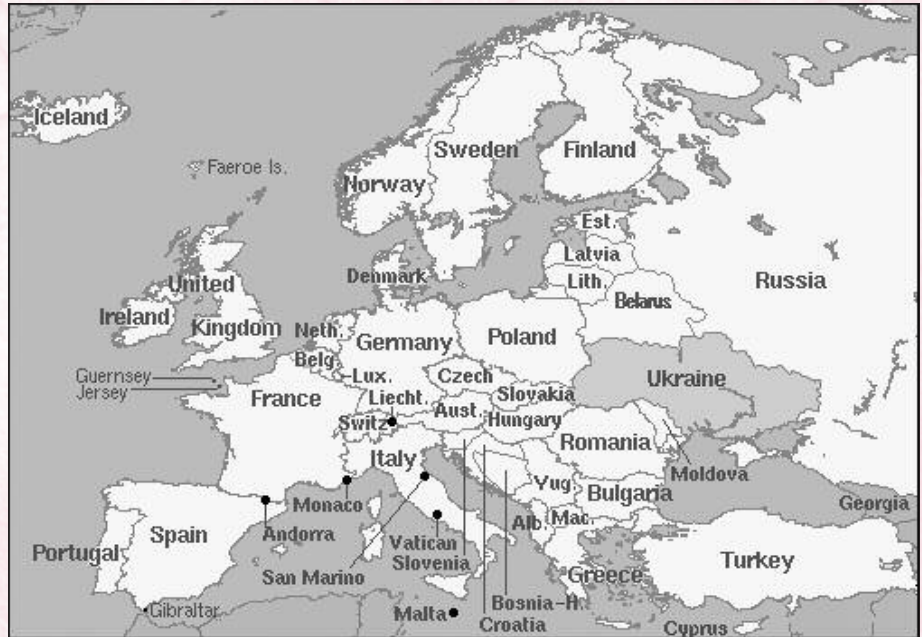 Iceland
Faeroe Is.
Sweden
Finland
Norway
Est.
Latvia
Lith.
Belarus
Russia
Denmark
United
Kingdom
Ireland
Neth.
Belg.
Germany
Poland
Guernsey
Jersey
-Lux.
Czech
Ukraine
France
Liecht.
Slovakia
Aust.
Hungary
Switz
Romania
Italy
Moldova
Monaco
Yug
Bulgaria
Georgia
Andorra
Alb.
Mac.
Spain
Portugal
Vatican
Slovenia
San Marino
Greece
Turkey
Gibraltar
Malta
Bosnia-H.
Croatia
Cyprus